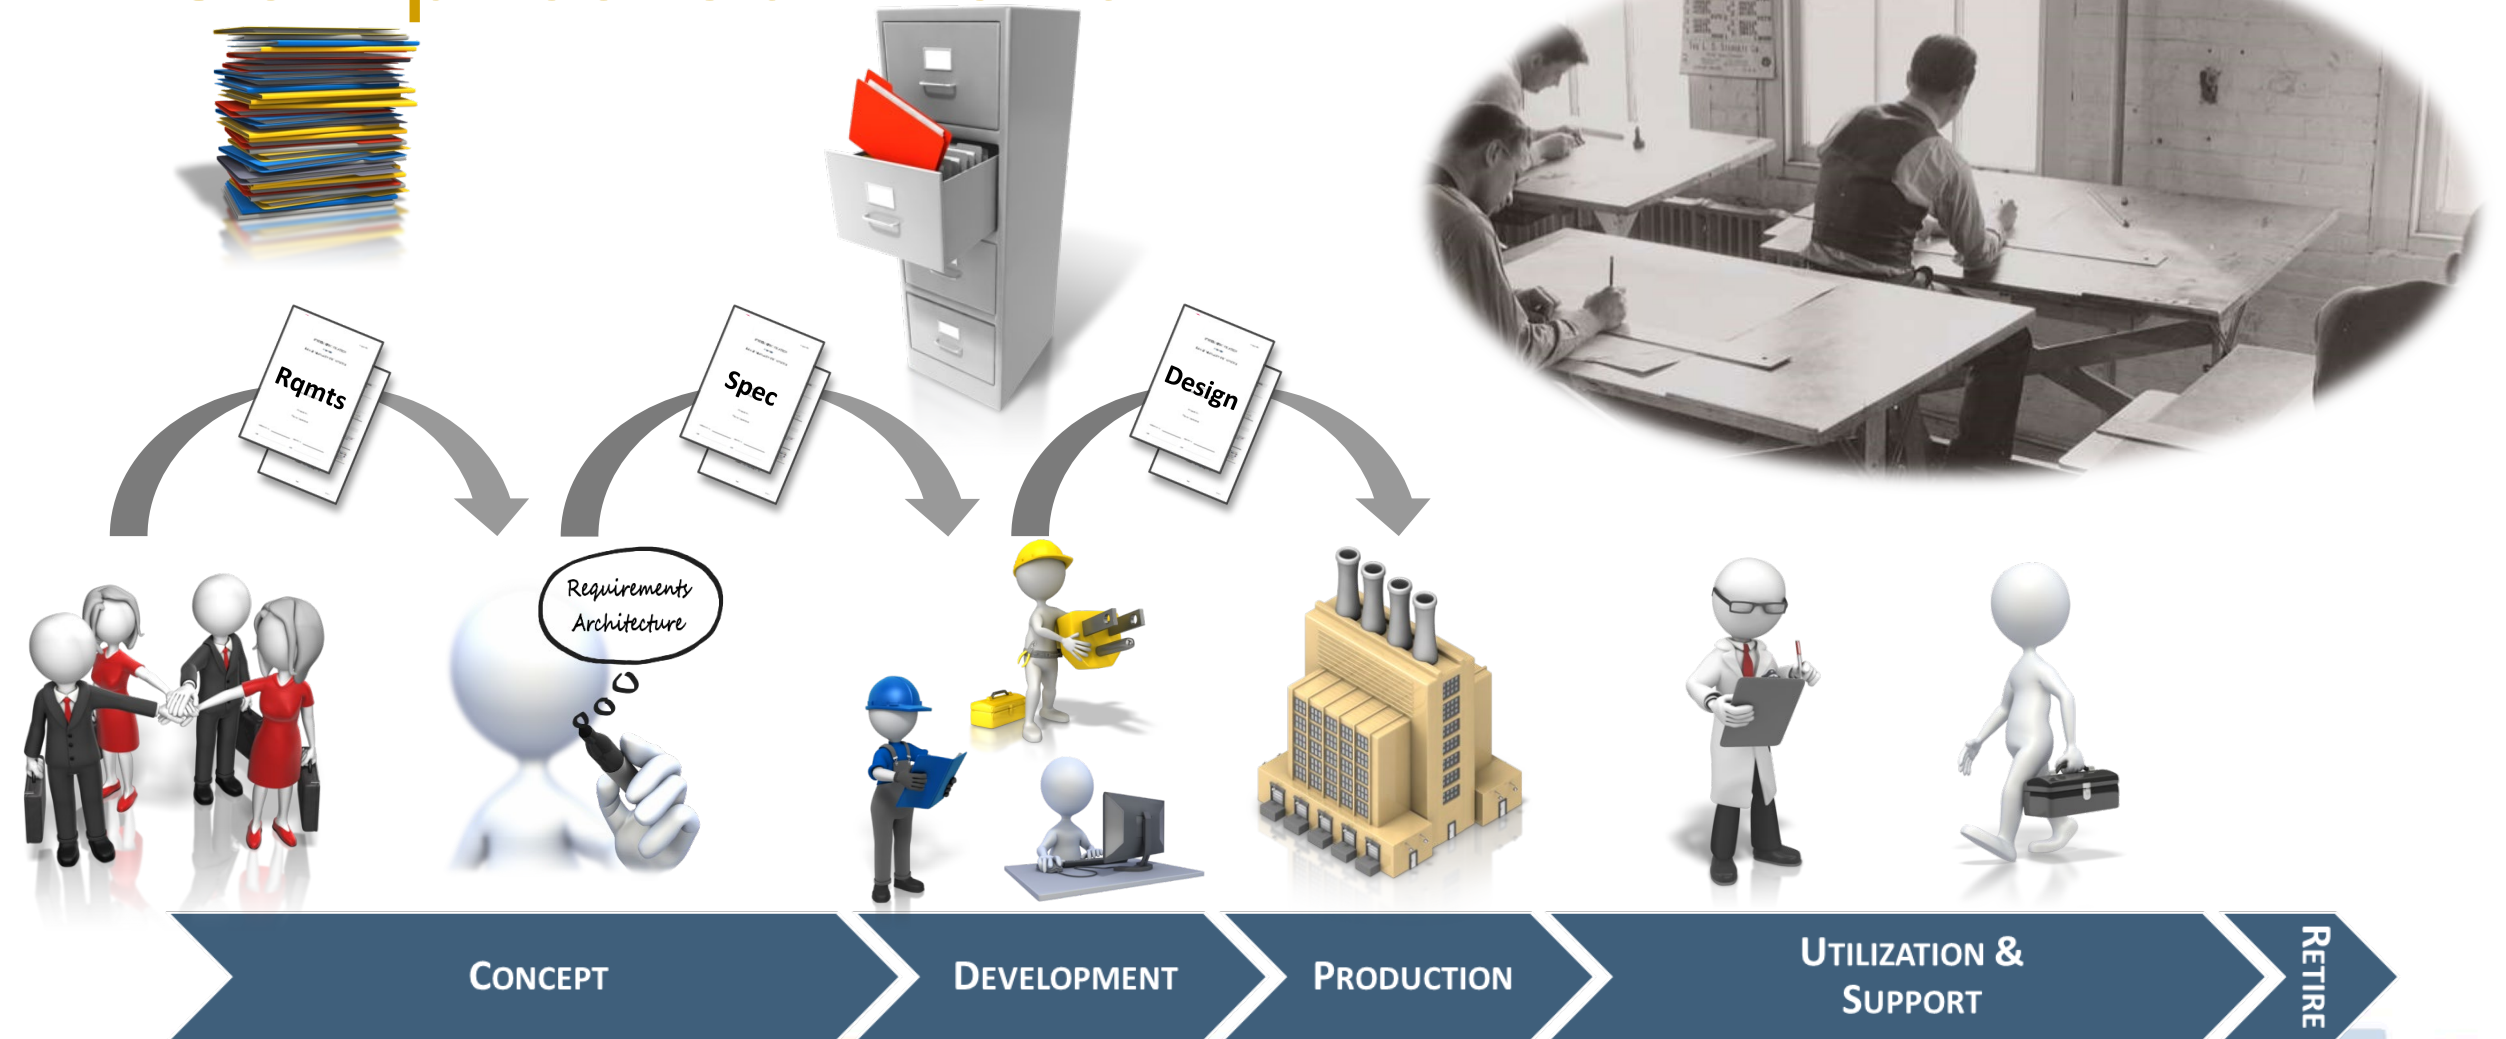 Rqmts
Spec
Design
Requirements
Architecture
CONCEPT
DEVELOPMENT
PRODUCTION
UTILIZATION &
SUPPORT
RETIRE